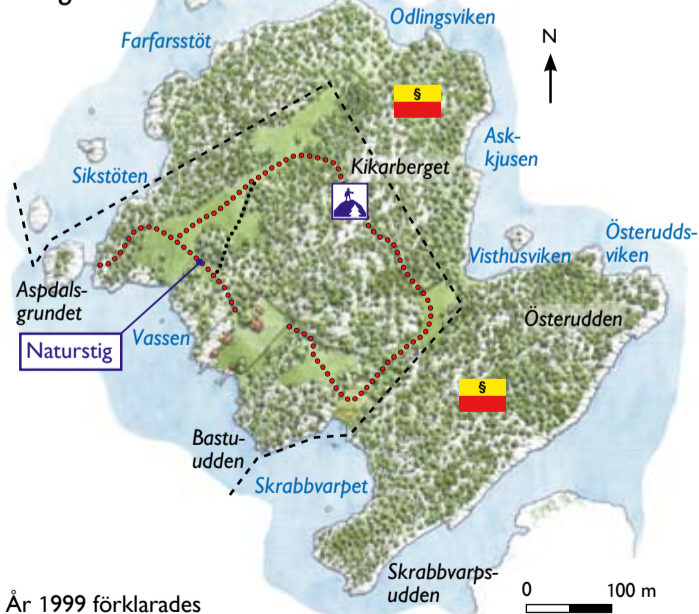 Odlingsviken
Farfarsstöt
N
§
Ask-
kjusen
Kikarberget
Sikstöten
Österudds-
viken
Visthusviken
Aspdals-
grundet
Österudden
Naturstig
Vassen
§
Bastu-
udden
Skrabbvarpet
Skrabbvarps-
udden
0 100 m
År 1999 förklarades